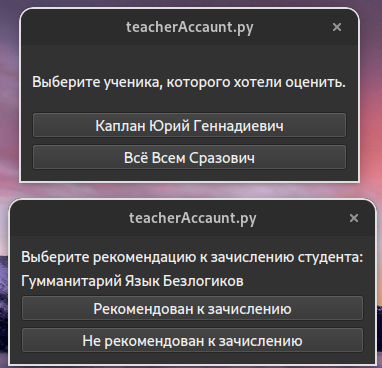 teacherAccaunt.py
Выберите ученика, которого хотели оценить.
Каплан Юрий Геннадиевич
Всё Всем Сразович
teacherAccaunt.py
Выберите рекомендацию к зачислению студента:
Гумманитарий Язык Безлогиков
Рекомендован к зачислению
Не рекомендован к зачислению